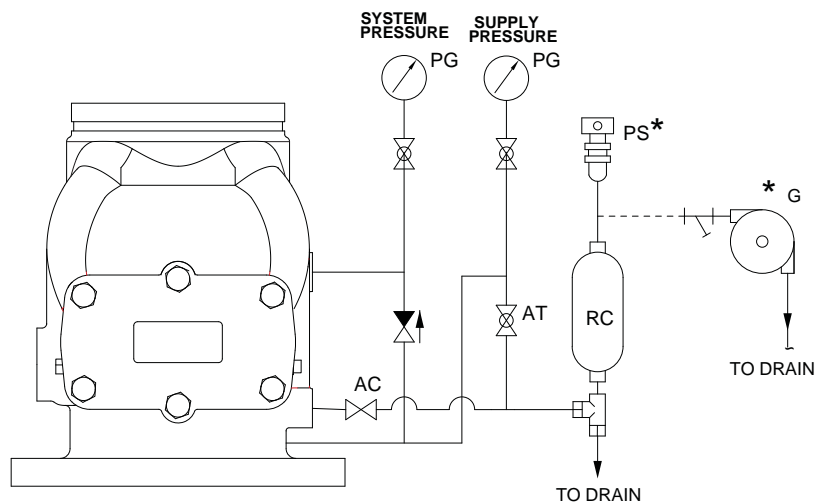 SYSTEM
PRESSURE
PG
SUPPLY
PRESSURE
PG
PS*
* G
AT
RC
TO DRAIN
AC
TO DRAIN